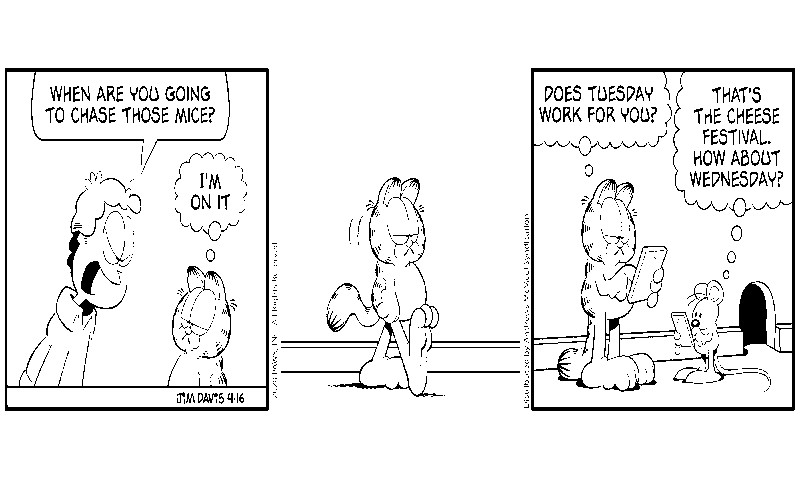 WHEN ARE YOU GOING
TO CHASE THOSE MICE?
I'M
ON IT
JIM DAVIS 4·16
DOES TUESDAY
WORK FOR YOU?
THAT'S
THE CHEESE
FESTIVAL.
HOW ABOUT
WEDNESDAY?